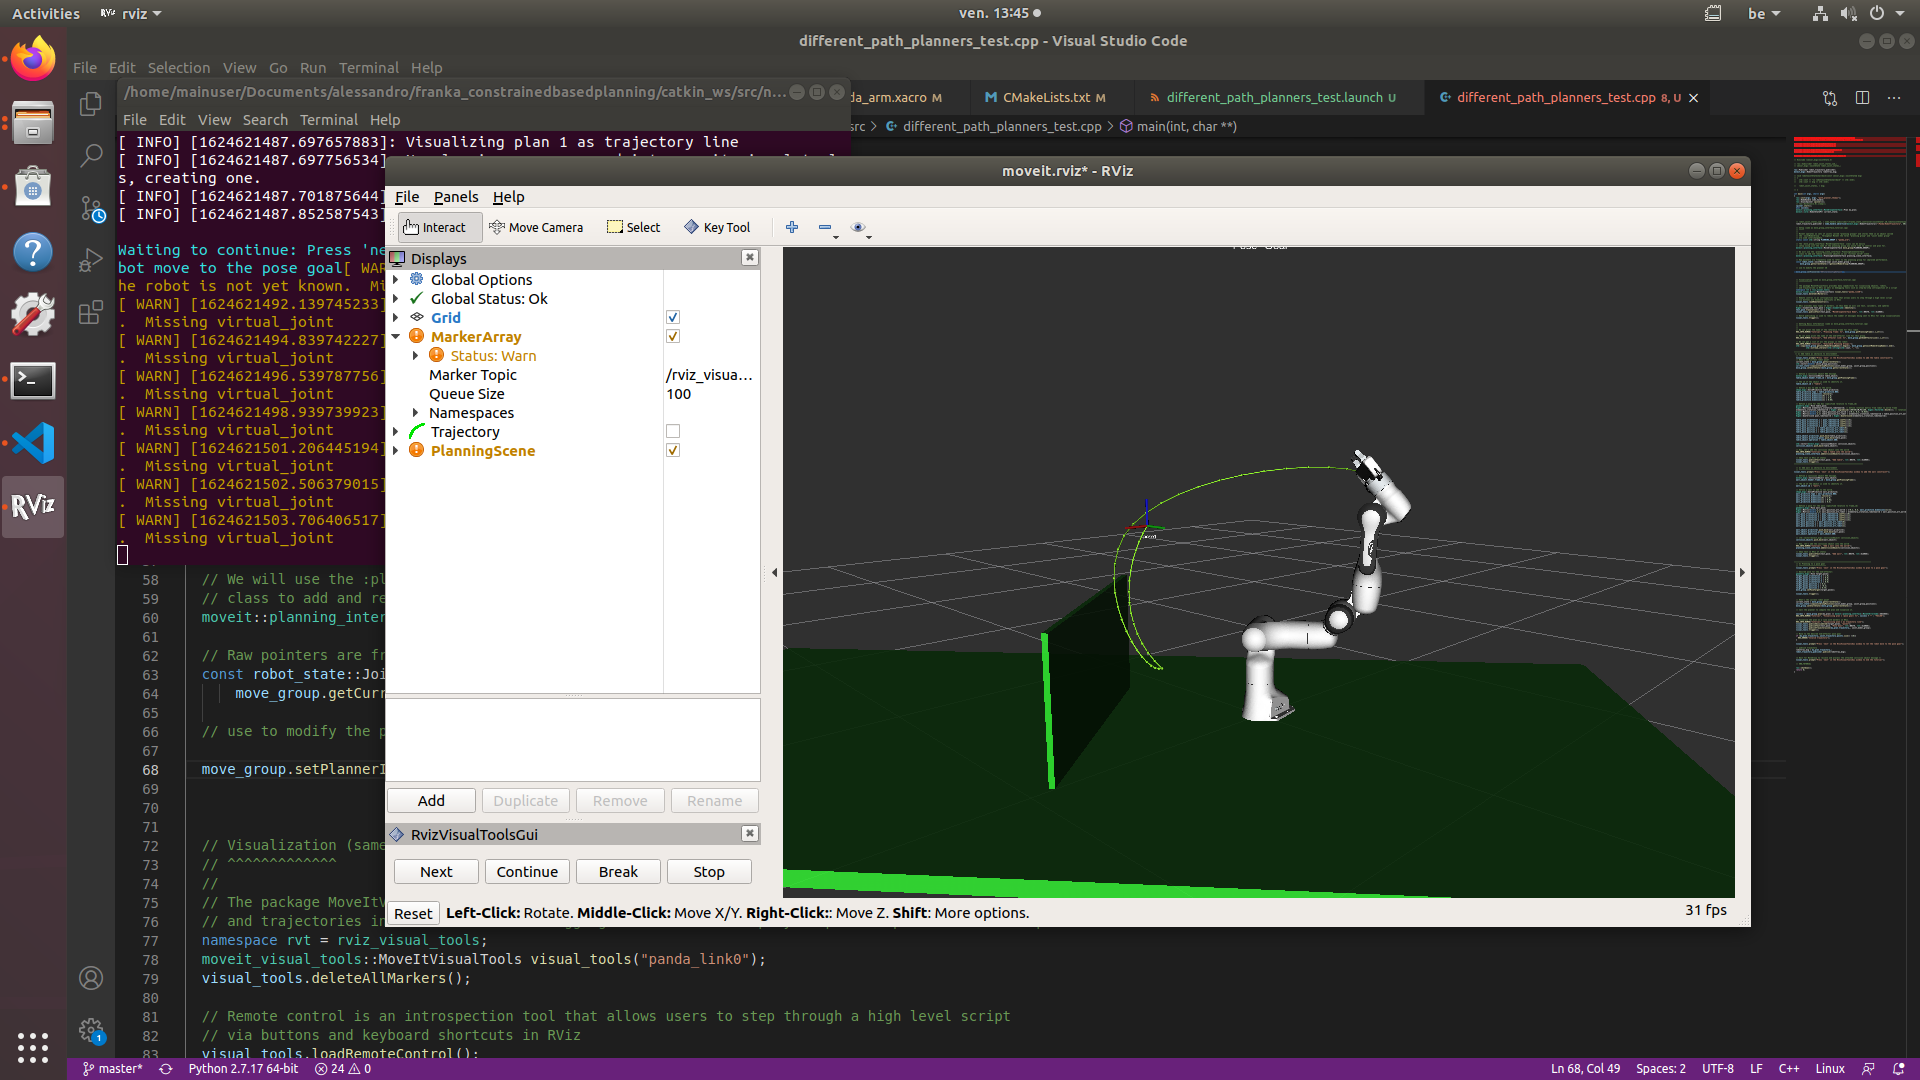 Activities
RViz rviz
ven. 13:45
be
different_path_planners_test.cpp - Visual Studio Code
File Edit Selection View Go Run Terminal Help
/home/mainuser/Documents/alessandro/franka_constrainedbasedplanning/catkin_ws/src/n...
da_arm.xacro M
CMakeLists.txt M
different_path_planners_test.launch U
different_path_planners_test.cpp 8, U
File Edit View Search Terminal Help
src > different_path_planners_test.cpp > main(int, char **)
[ INFO] [1624621487.697657883]: Visualizing plan 1 as trajectory line
[ INFO] [1624621487.697756534]
s, creating one.
[ INFO] [1624621487.701875644]
[ INFO] [1624621487.852587543]
Waiting to continue: Press 'ne
bot move to the pose goal[ WAR
he robot is not yet known.  Mi
[ WARN] [1624621492.139745233]
.  Missing virtual_joint
[ WARN] [1624621494.839742227]
.  Missing virtual_joint
[ WARN] [1624621496.539787756]
.  Missing virtual_joint
[ WARN] [1624621498.939739923]
.  Missing virtual_joint
[ WARN] [1624621501.206445194]
.  Missing virtual_joint
[ WARN] [1624621502.506379015]
.  Missing virtual_joint
[ WARN] [1624621503.706406517]
.  Missing virtual_joint
moveit.rviz* - RViz
File Panels Help
Interact Move Camera Select Key Tool
Displays
Global Options
Global Status: Ok
Grid
MarkerArray
Status: Warn
Marker Topic /rviz_visua...
Queue Size 100
Namespaces
Trajectory
PlanningScene
Add Duplicate Remove Rename
RvizVisualToolsGui
Next Continue Break Stop
Reset Left-Click: Rotate. Middle-Click: Move X/Y. Right-Click:: Move Z. Shift: More options.
31 fps
RViz
58 // We will use the :pl
59 // class to add and re
60 moveit::planning_inter
61
62 // Raw pointers are fr
63 const robot_state::Joi
64 move_group.getCurr
65
66 // use to modify the p
67
68 move_group.setPlannerI
69
70
71
72 // Visualization (same
73 // ^^^^^^^^^^^^^
74 //
75 // The package MoveItV
76 // and trajectories in
77 namespace rvt = rviz_visual_tools;
78 moveit_visual_tools::MoveItVisualTools visual_tools("panda_link0");
79 visual_tools.deleteAllMarkers();
80
81 // Remote control is an introspection tool that allows users to step through a high level script
82 // via buttons and keyboard shortcuts in RViz
83 visual_tools.loadRemoteControl();
1
master* Python 2.7.17 64-bit 24 0
Ln 68, Col 49 Spaces: 2 UTF-8 LF C++ Linux